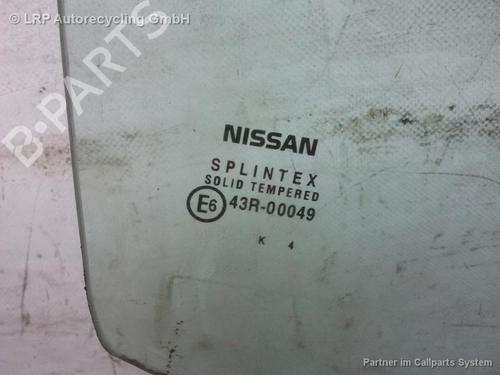 © LRP Autorecycling GmbH
B-PARTS
NISSAN
SPLINTEX
SOLID TEMPERED
E6 43R-00049
K 4
Partner im Callparts System